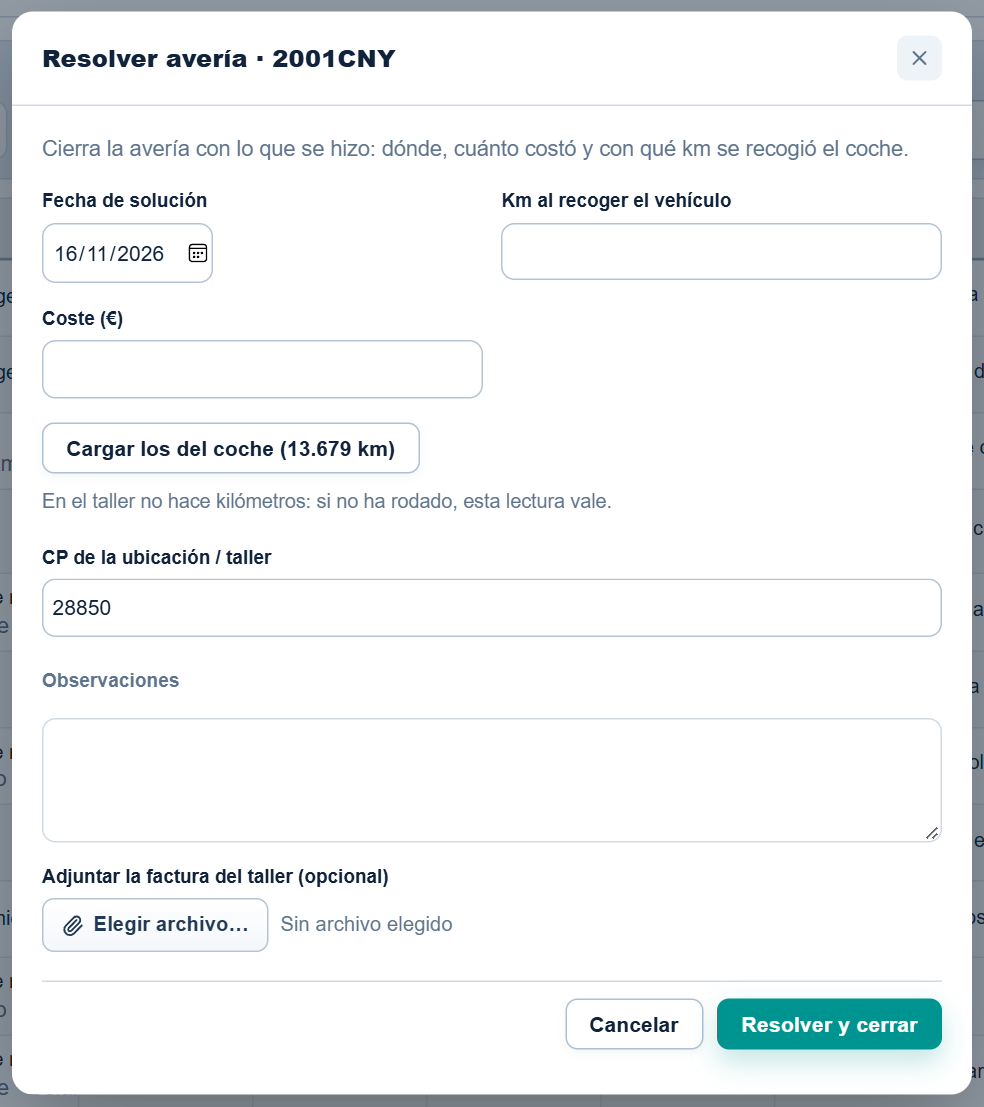 Resolver avería · 2001CNY
Cierra la avería con lo que se hizo: dónde, cuánto costó y con qué km se recogió el coche.
Fecha de solución
Km al recoger el vehículo
16/11/2026
Coste (€)
Cargar los del coche (13.679 km)
En el taller no hace kilómetros: si no ha rodado, esta lectura vale.
CP de la ubicación / taller
28850
Observaciones
Adjuntar la factura del taller (opcional)
Elegir archivo...
Sin archivo elegido
Cancelar
Resolver y cerrar